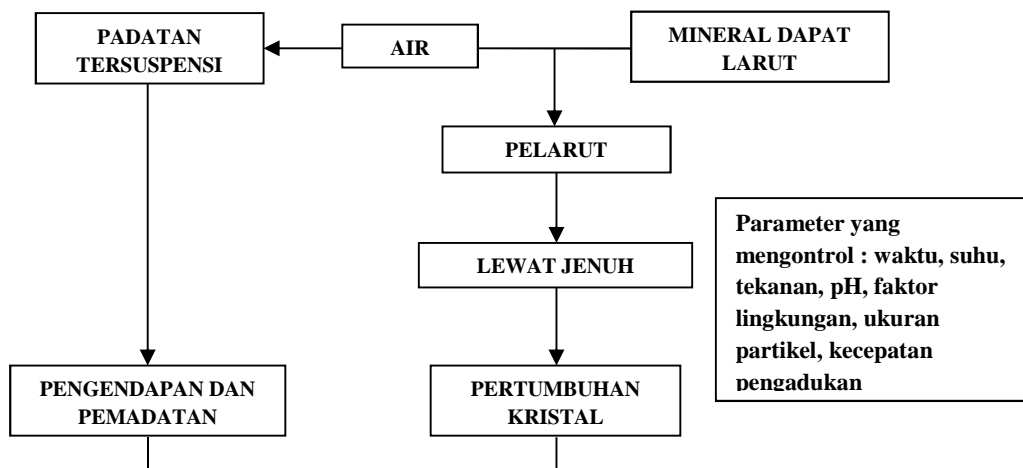 PADATAN
TERSUSPENSI
AIR
MINERAL DAPAT
LARUT
PELARUT
LEWAT JENUH
Parameter yang
mengontrol : waktu, suhu,
tekanan, pH, faktor
lingkungan, ukuran
partikel, kecepatan
pengadukan
PENGENDAPAN DAN
PEMADATAN
PERTUMBUHAN
KRISTAL